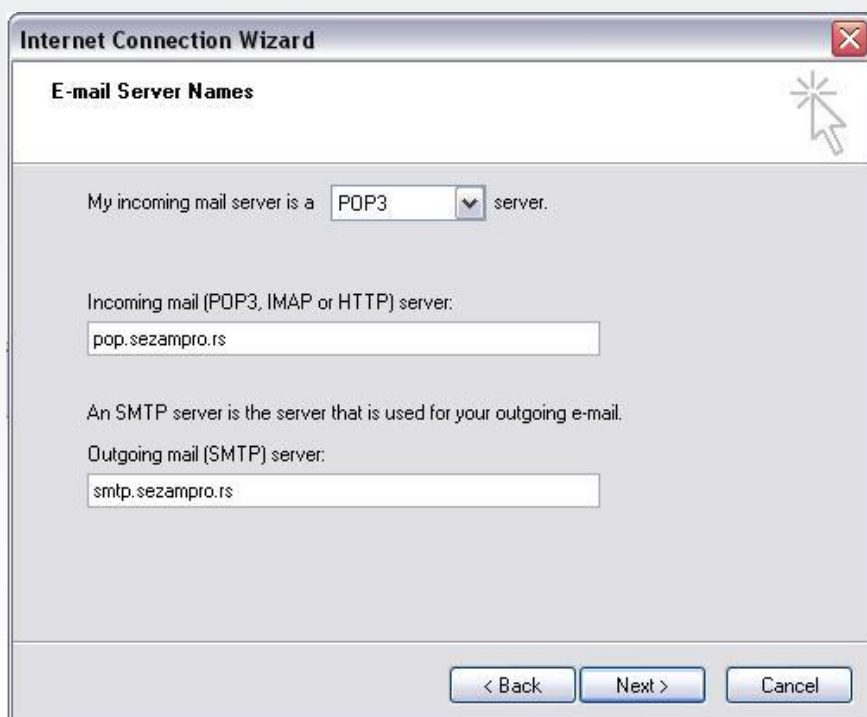 Internet Connection Wizard
E-mail Server Names
My incoming mail server is a POP3 server.
Incoming mail (POP3, IMAP or HTTP) server:
pop.sezampro.rs
An SMTP server is the server that is used for your outgoing e-mail.
Outgoing mail (SMTP) server:
smtp.sezampro.rs
< Back Next > Cancel